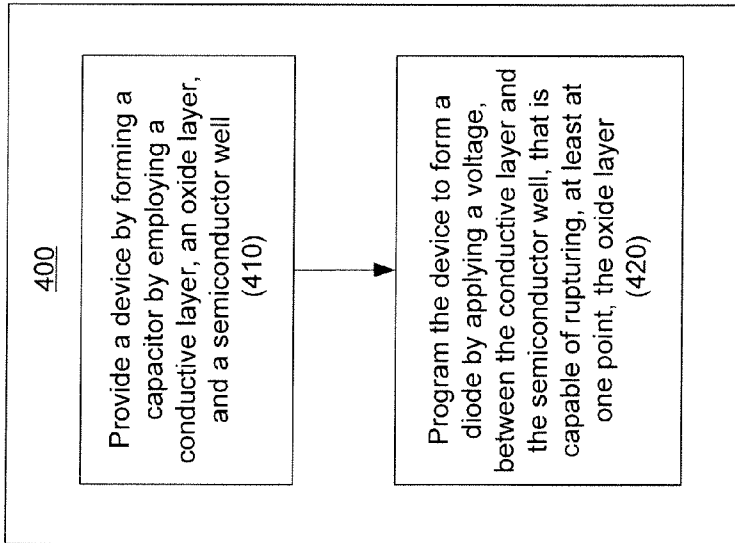 400
Provide a device by forming a
capacitor by employing a
conductive layer, an oxide layer,
and a semiconductor well
(410)
Program the device to form a
diode by applying a voltage,
between the conductive layer and
the semiconductor well, that is
capable of rupturing, at least at
one point, the oxide layer
(420)